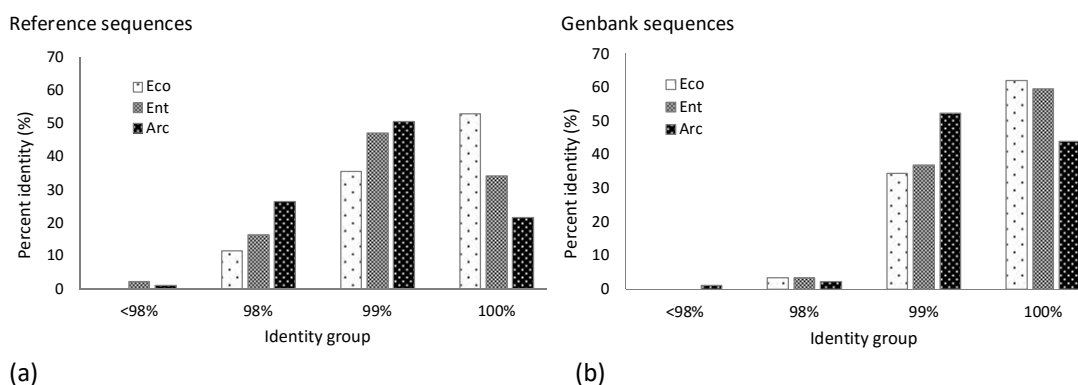 Reference sequences
70
60
50
40
30
20
10
0
Percent identity (%)
Eco
Ent
Arc
<98%
98%
99%
100%
Identity group
(a)
Genbank sequences
70
60
50
40
30
20
10
0
Percent identity (%)
Eco
Ent
Arc
<98%
98%
99%
100%
Identity group
(b)